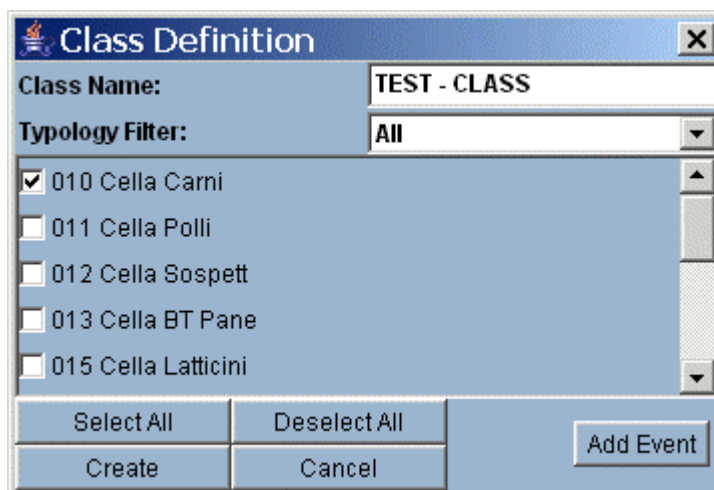 Class Definition
Class Name: TEST - CLASS
Typology Filter: All
010 Cella Carni
011 Cella Polli
012 Cella Sospett
013 Cella BT Pane
015 Cella Latticini
Select All Deselect All
Add Event
Create Cancel